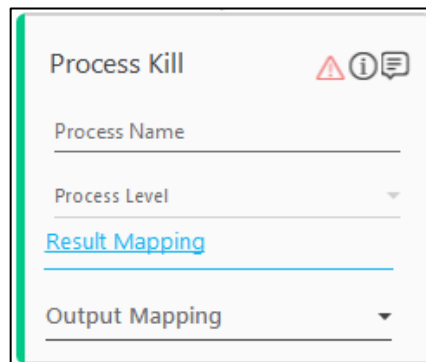 Process Kill
Process Name
Process Level
Result Mapping
Output Mapping